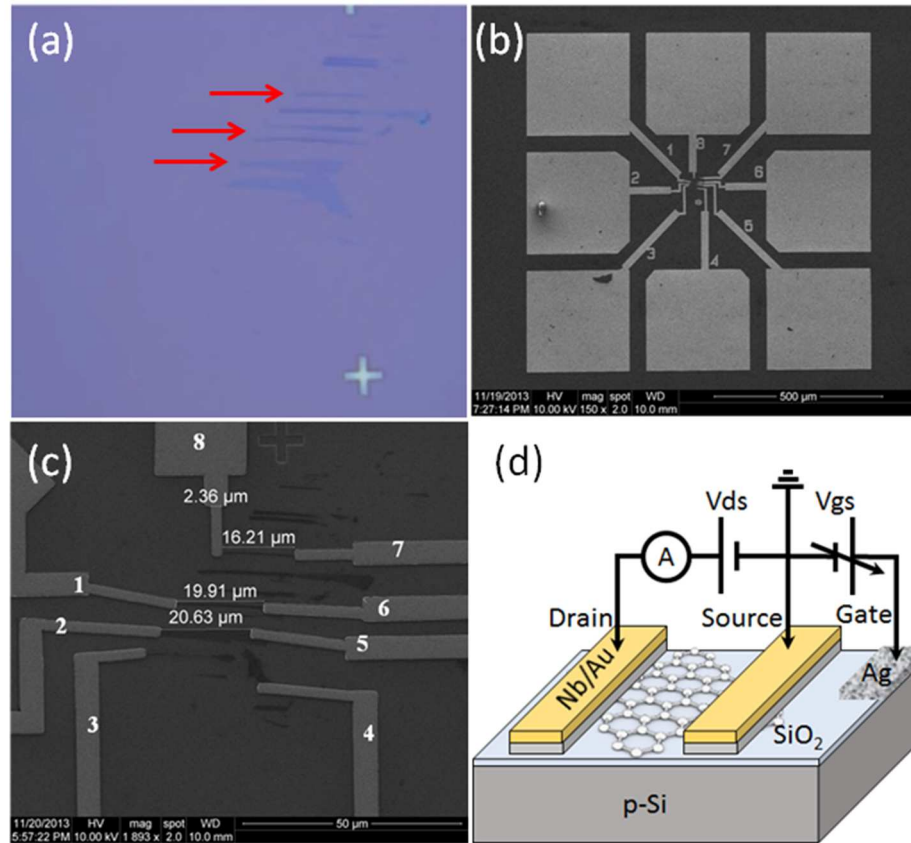 (a)
(b)
1
8
7
2
6
3
4
5
11/19/2013 HV mag spot WD
7:27:14 PM 10.00 kV 150 x 2.0 10.0 mm
500 µm
(c)
8
2.36 µm
16.21 µm
7
1
19.91 µm
6
2
20.63 µm
5
3
4
11/20/2013 HV mag spot WD
5:57:22 PM 10.00 kV 1 893 x 2.0 10.0 mm
50 µm
(d)
Vds
Vgs
A
Drain
Source
Gate
Nb/Au
Ag
SiO2
p-Si